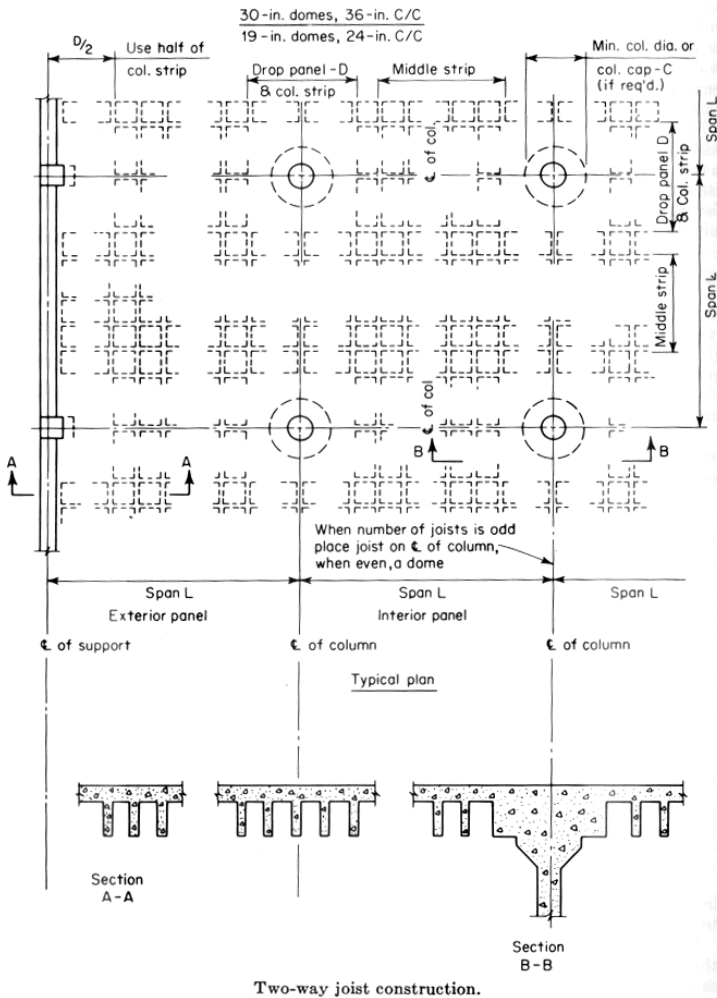 30-in. domes, 36-in. C/C
19-in. domes, 24-in. C/C
D/2
Use half of
col. strip
Drop panel-D
& col. strip
Middle strip
Min. col. dia. or
col. cap-C
(if req'd.)
Span L
℄ of col.
Drop panel D
& Col. strip
Middle strip
Span L
℄ of col
A
A
B
B
When number of joists is odd
place joist on ℄ of column,
when even, a dome
Span L
Exterior panel
Span L
Interior panel
Span L
℄ of support
℄ of column
℄ of column
Typical plan
Section
A-A
Section
B-B
Two-way joist construction.